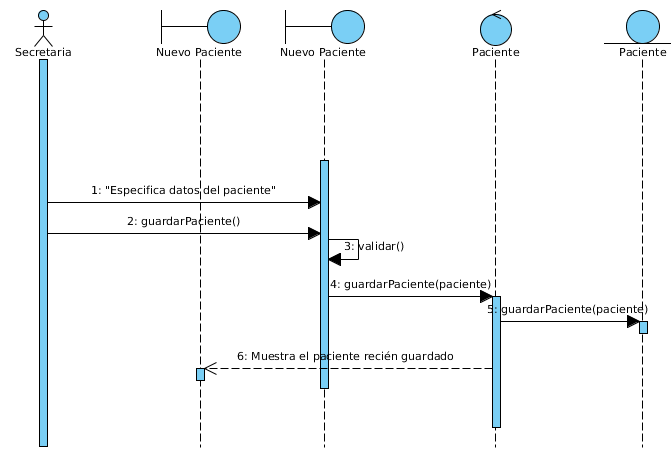 Secretaria
Nuevo Paciente
Nuevo Paciente
Paciente
Paciente
1: "Especifica datos del paciente"
2: guardarPaciente()
3: validar()
4: guardarPaciente(paciente)
5: guardarPaciente(paciente)
6: Muestra el paciente recién guardado